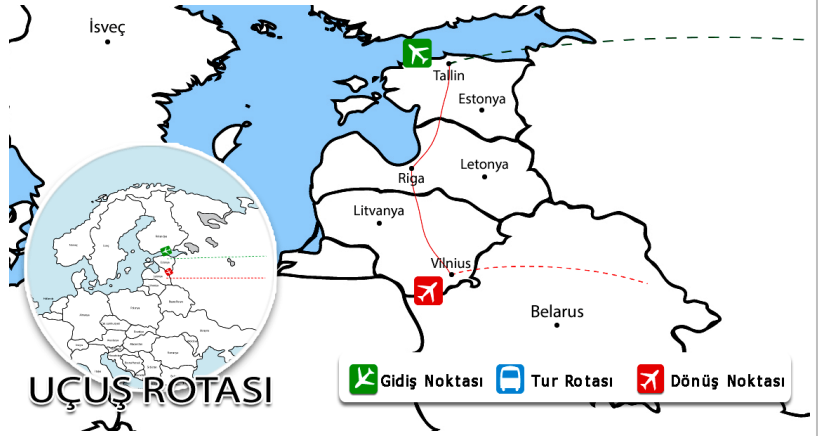 İsveç
Tallin
Estonya
Letonya
Riga
Litvanya
Vilnius
Belarus
UÇUŞ ROTASI
Gidiş Noktası
Tur Rotası
Dönüş Noktası